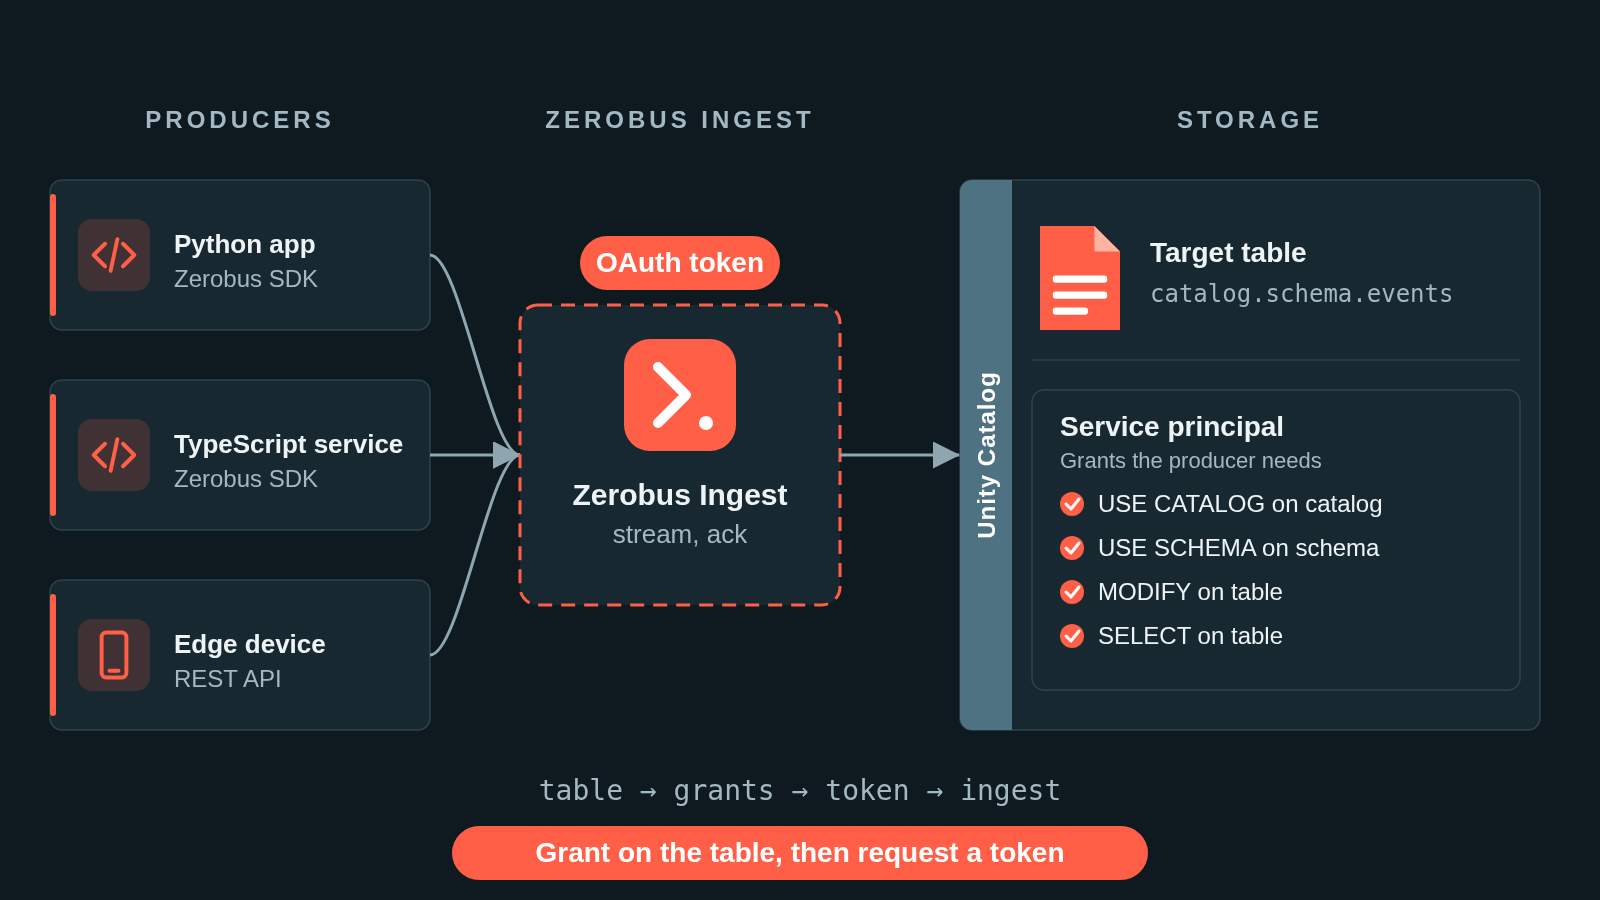 PRODUCERS
ZEROBUS INGEST
STORAGE
Python app
Zerobus SDK
TypeScript service
Zerobus SDK
Edge device
REST API
OAuth token
Zerobus Ingest
stream, ack
Unity Catalog
Target table
catalog.schema.events
Service principal
Grants the producer needs
USE CATALOG on catalog
USE SCHEMA on schema
MODIFY on table
SELECT on table
table → grants → token → ingest
Grant on the table, then request a token